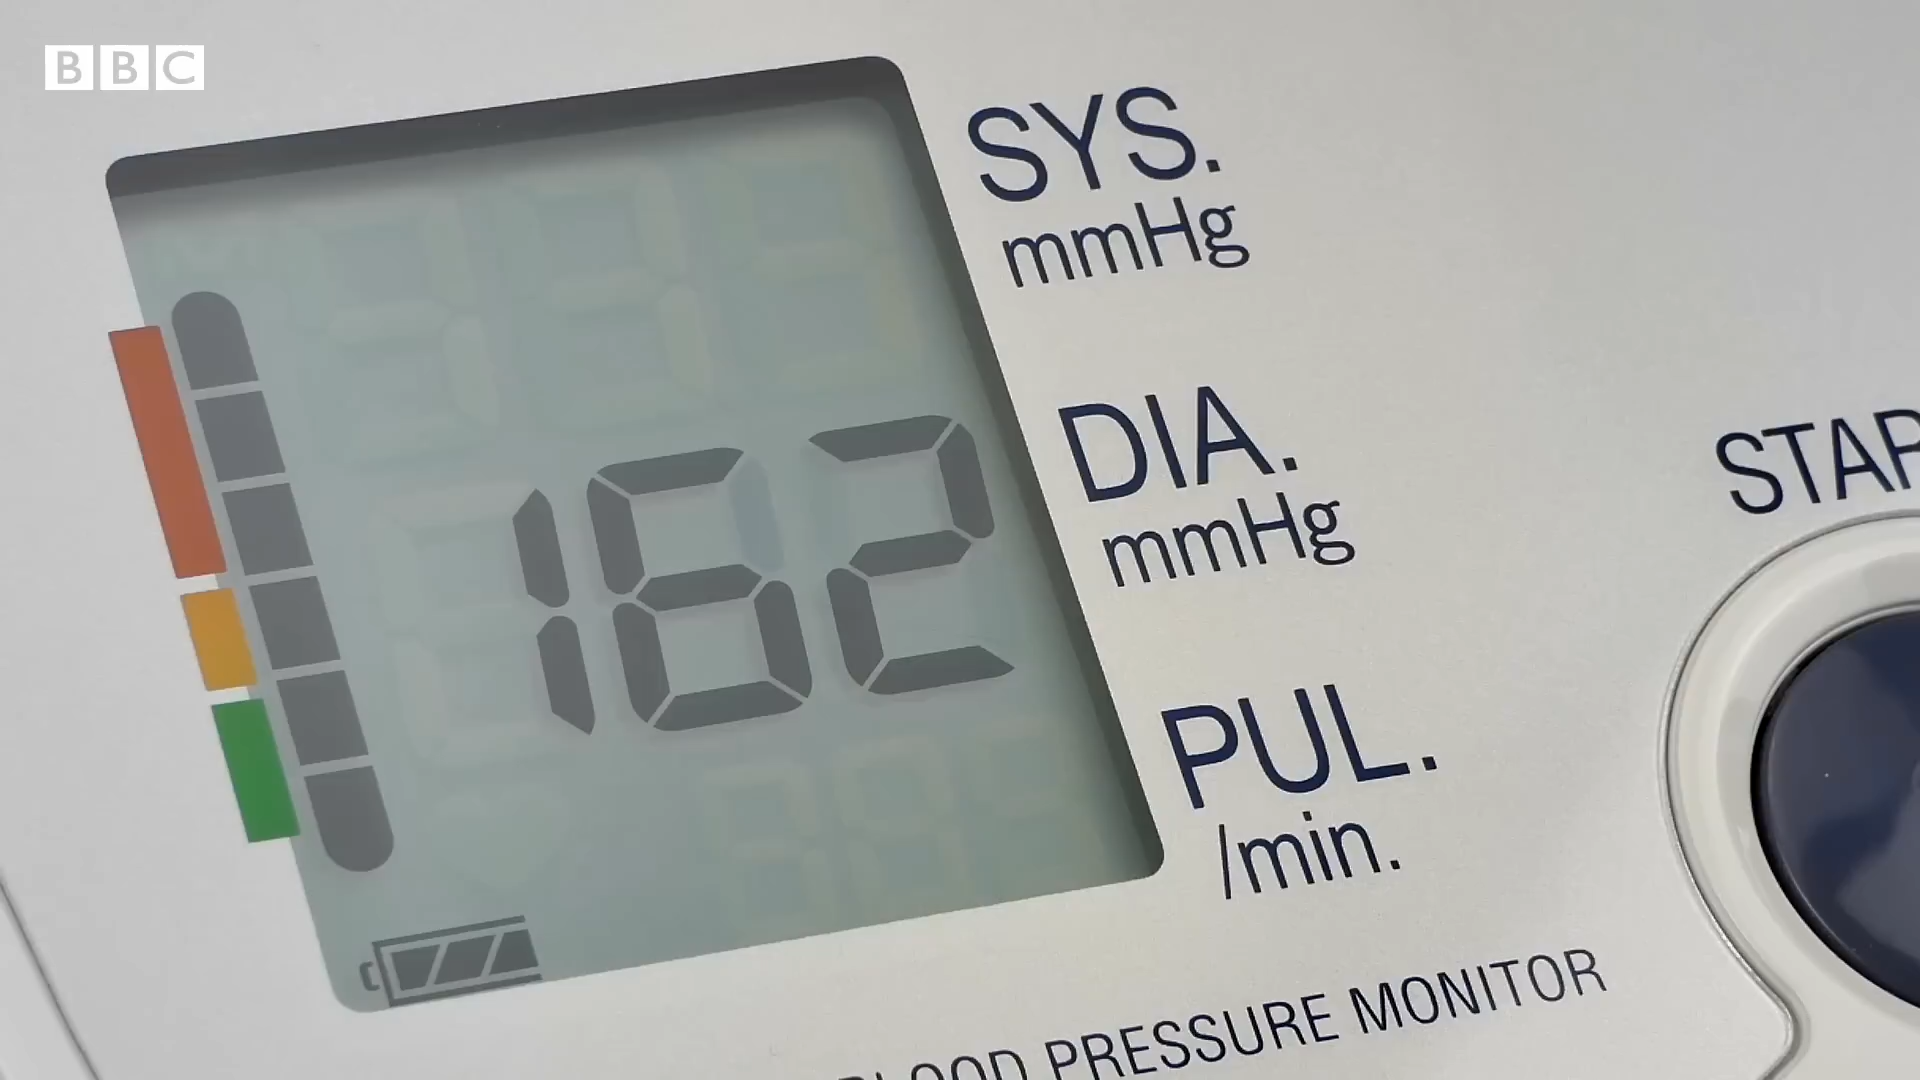 BBC
SYS.
mmHg
162
DIA.
mmHg
PUL.
/min.
STAR
BLOOD PRESSURE MONITOR